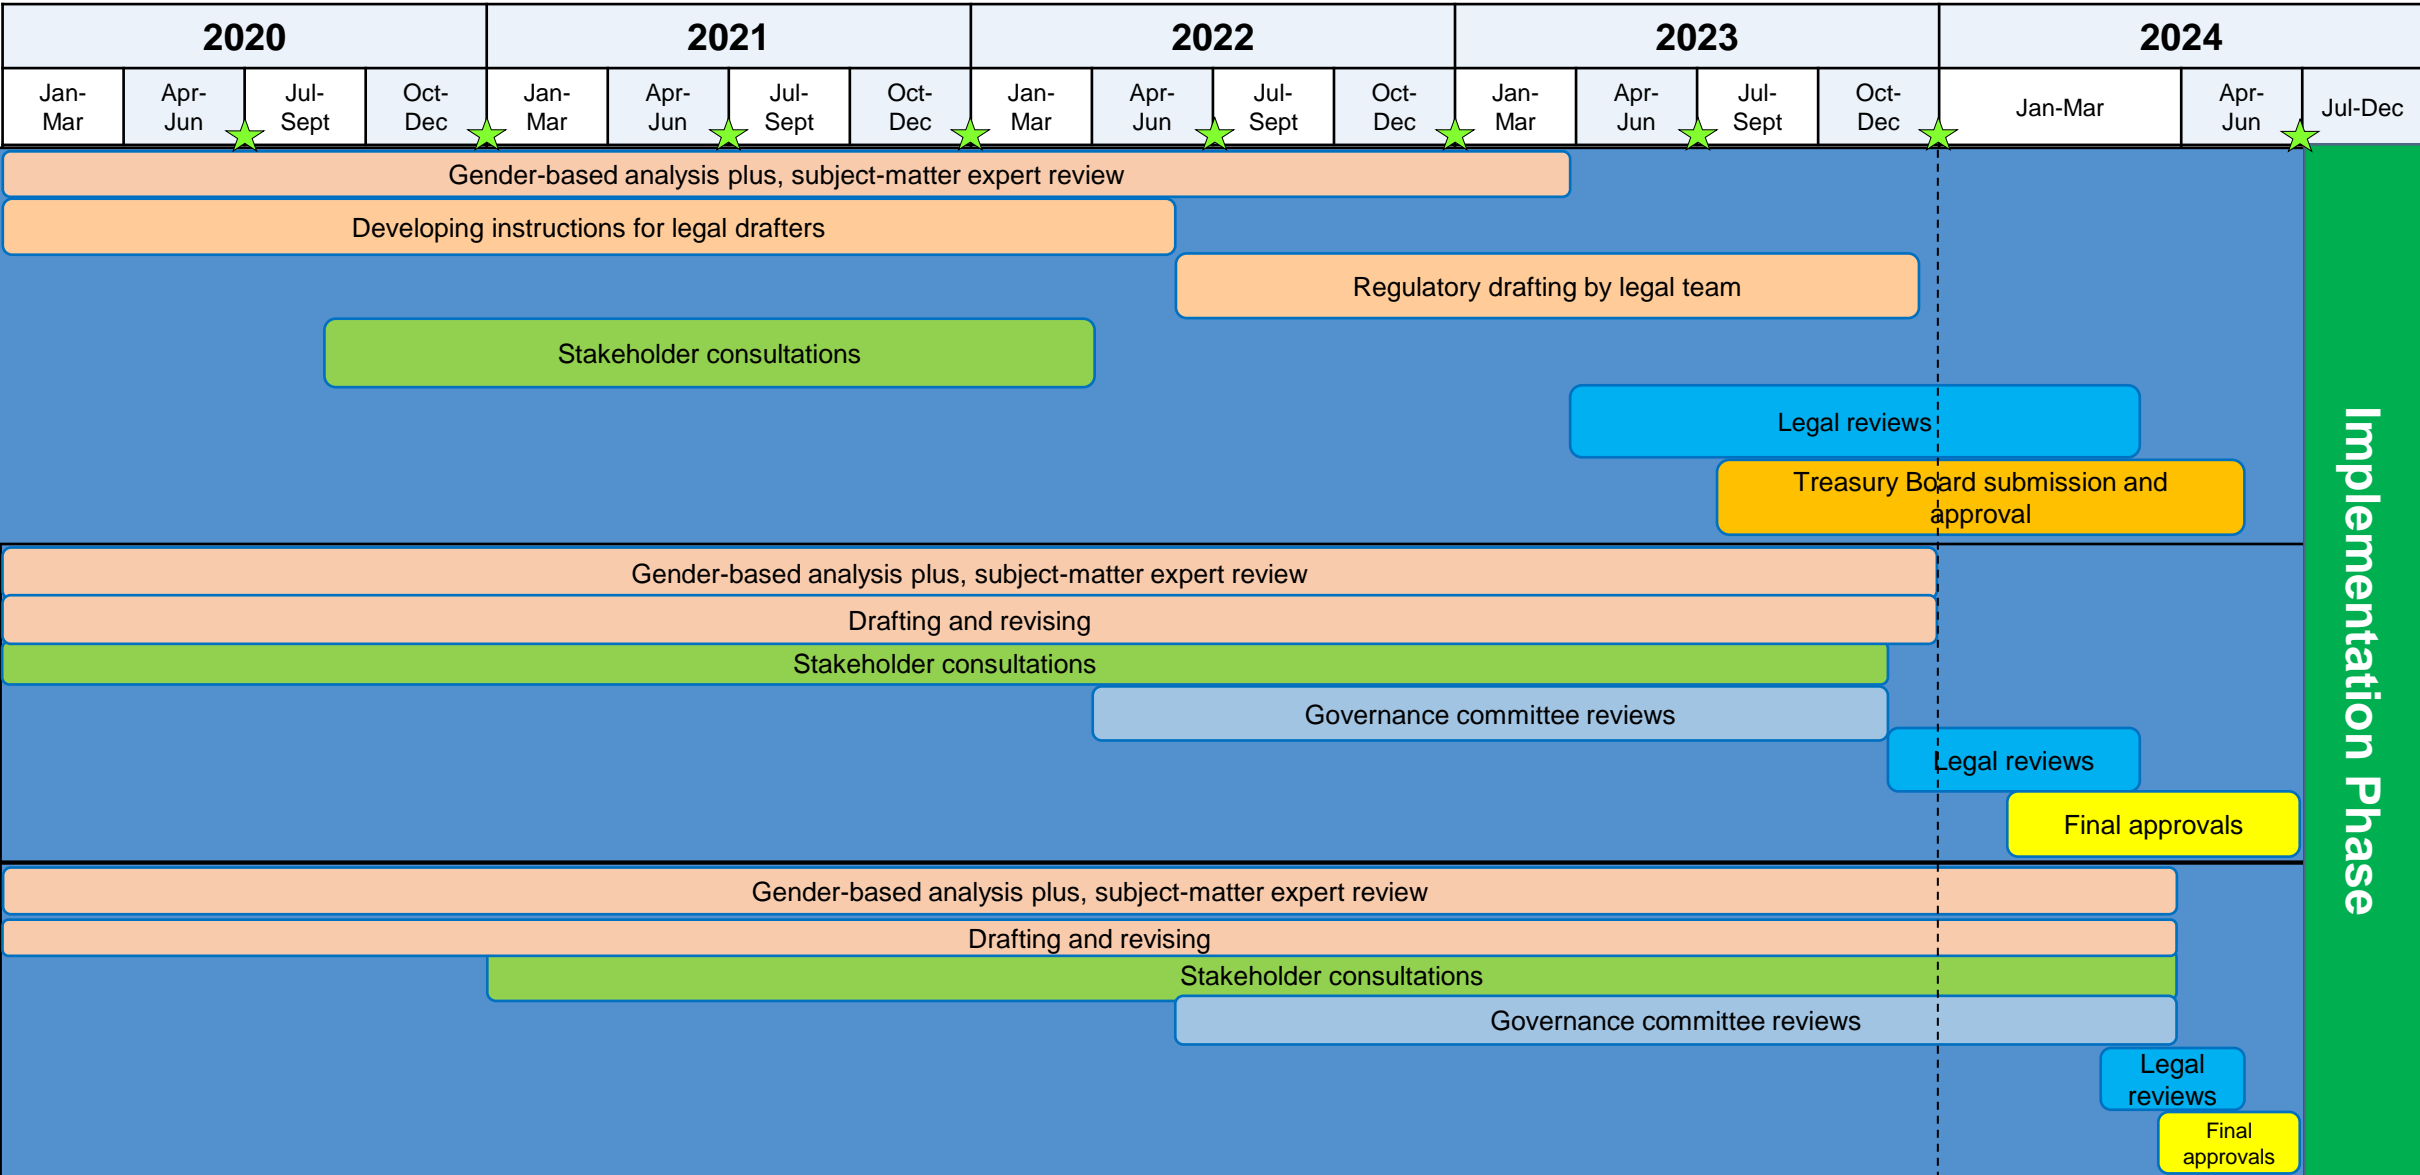 2020
2021
2022
2023
2024
Jan-
Mar
Apr-
Jun
Jul-
Sept
Oct-
Dec
Jan-
Mar
Apr-
Jun
Jul-
Sept
Oct-
Dec
Jan-
Mar
Apr-
Jun
Jul-
Sept
Oct-
Dec
Jan-
Mar
Apr-
Jun
Jul-
Sept
Oct-
Dec
Jan-Mar
Apr-
Jun
Jul-Dec
Gender-based analysis plus, subject-matter expert review
Developing instructions for legal drafters
Regulatory drafting by legal team
Stakeholder consultations
Legal reviews
Treasury Board submission and
approval
Gender-based analysis plus, subject-matter expert review
Drafting and revising
Stakeholder consultations
Governance committee reviews
Legal reviews
Final approvals
Gender-based analysis plus, subject-matter expert review
Drafting and revising
Stakeholder consultations
Governance committee reviews
Legal
reviews
Final
approvals
Implementation Phase